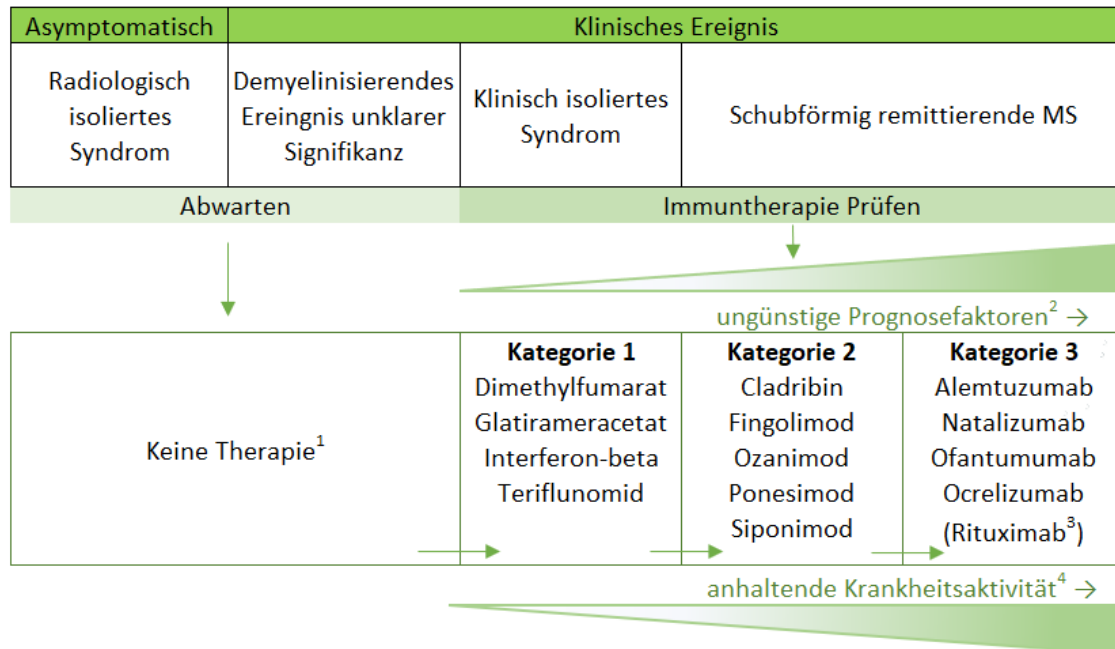 Asymptomatisch
Klinisches Ereignis
Radiologisch
isoliertes
Syndrom
Demyelinisierendes
Ereingnis unklarer
Signifikanz
Klinisch isoliertes
Syndrom
Schubförmig remittierende MS
Abwarten
Immuntherapie Prüfen
ungünstige Prognosefaktoren² →
Keine Therapie¹
Kategorie 1
Dimethylfumarat
Glatirameracetat
Interferon-beta
Teriflunomid
Kategorie 2
Cladribin
Fingolimod
Ozanimod
Ponesimod
Siponimod
Kategorie 3
Alemtuzumab
Natalizumab
Ofantumumab
Ocrelizumab
(Rituximab³)
anhaltende Krankheitsaktivität⁴ →